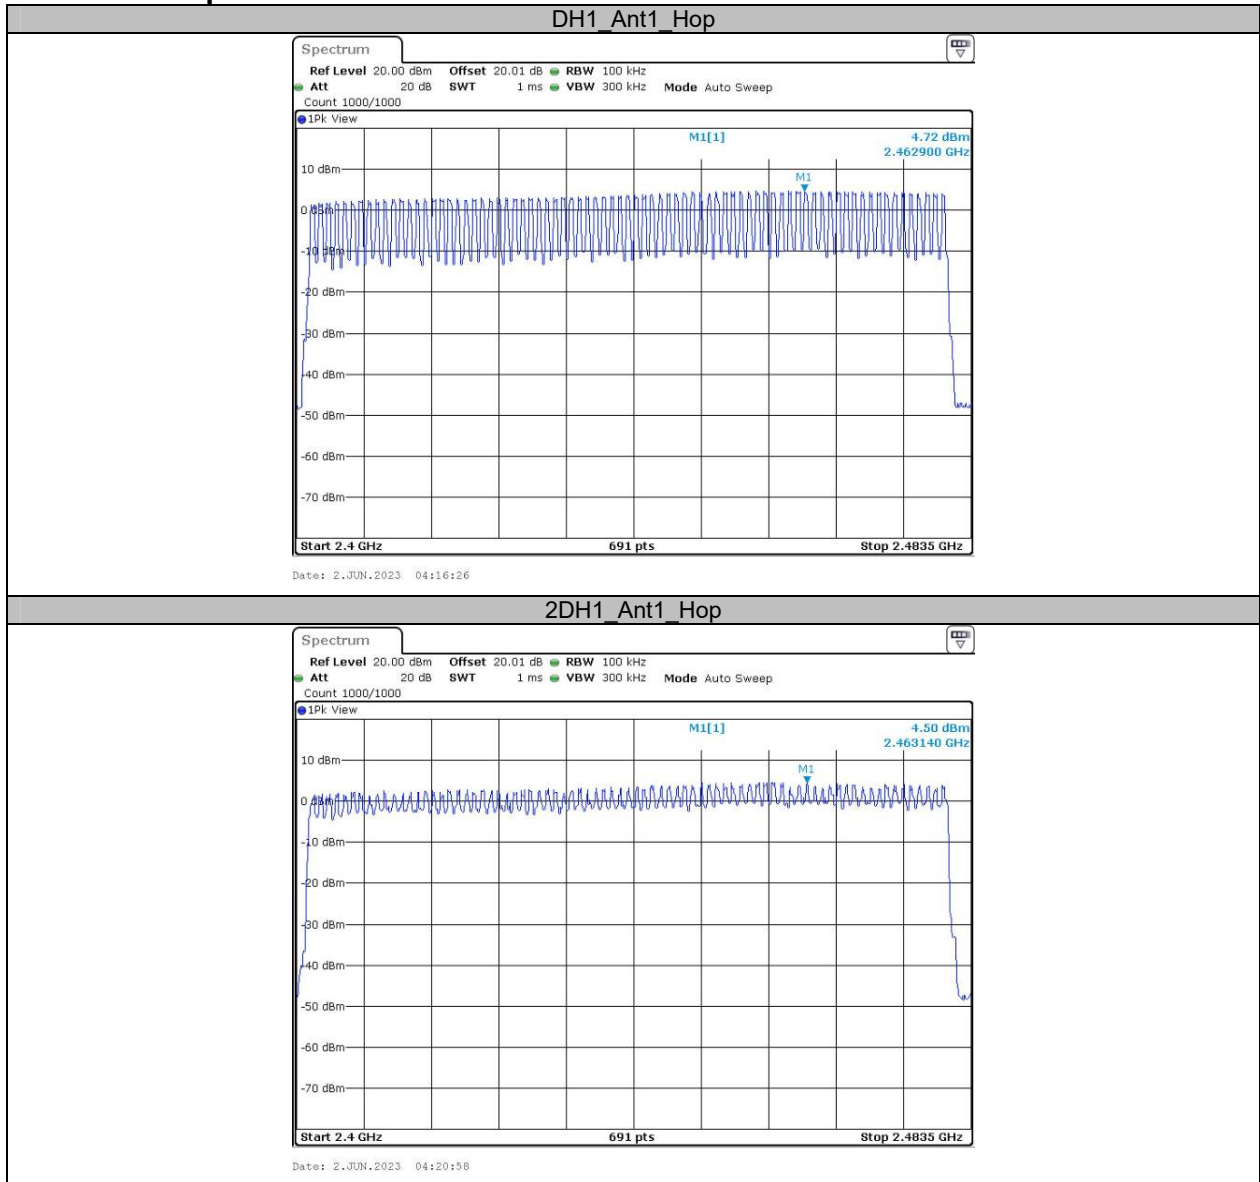 DH1_Ant1_Hop
Spectrum
Ref Level 20.00 dBm Offset 20.01 dB RBW 100 kHz
Att 20 dB SWT 1 ms VBW 300 kHz Mode Auto Sweep
Count 1000/1000
1Pk View
M1[1] 4.72 dBm
2.462900 GHz
10 dBm
M1
0 dBm
-10 dBm
-20 dBm
-30 dBm
-40 dBm
-50 dBm
-60 dBm
-70 dBm
Start 2.4 GHz 691 pts Stop 2.4835 GHz
Date: 2.JUN.2023 04:16:26
2DH1_Ant1_Hop
Spectrum
Ref Level 20.00 dBm Offset 20.01 dB RBW 100 kHz
Att 20 dB SWT 1 ms VBW 300 kHz Mode Auto Sweep
Count 1000/1000
1Pk View
M1[1] 4.50 dBm
2.463140 GHz
10 dBm
M1
0 dBm
-10 dBm
-20 dBm
-30 dBm
-40 dBm
-50 dBm
-60 dBm
-70 dBm
Start 2.4 GHz 691 pts Stop 2.4835 GHz
Date: 2.JUN.2023 04:20:58